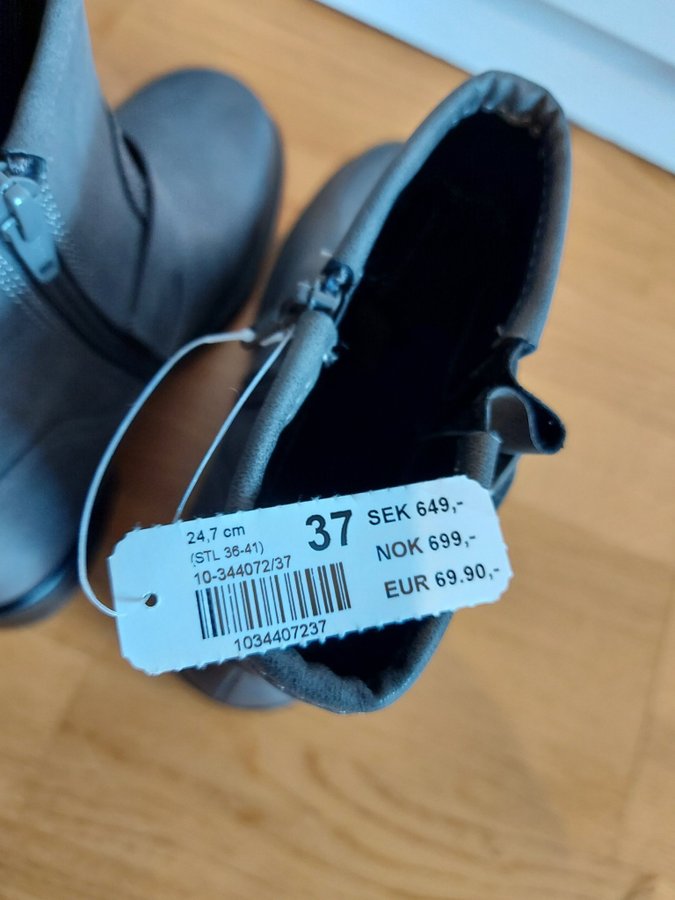 24,7 cm
(STL 36-41)
10-344072/37
1034407237
37
SEK 649,-
NOK 699,-
EUR 69.90,-